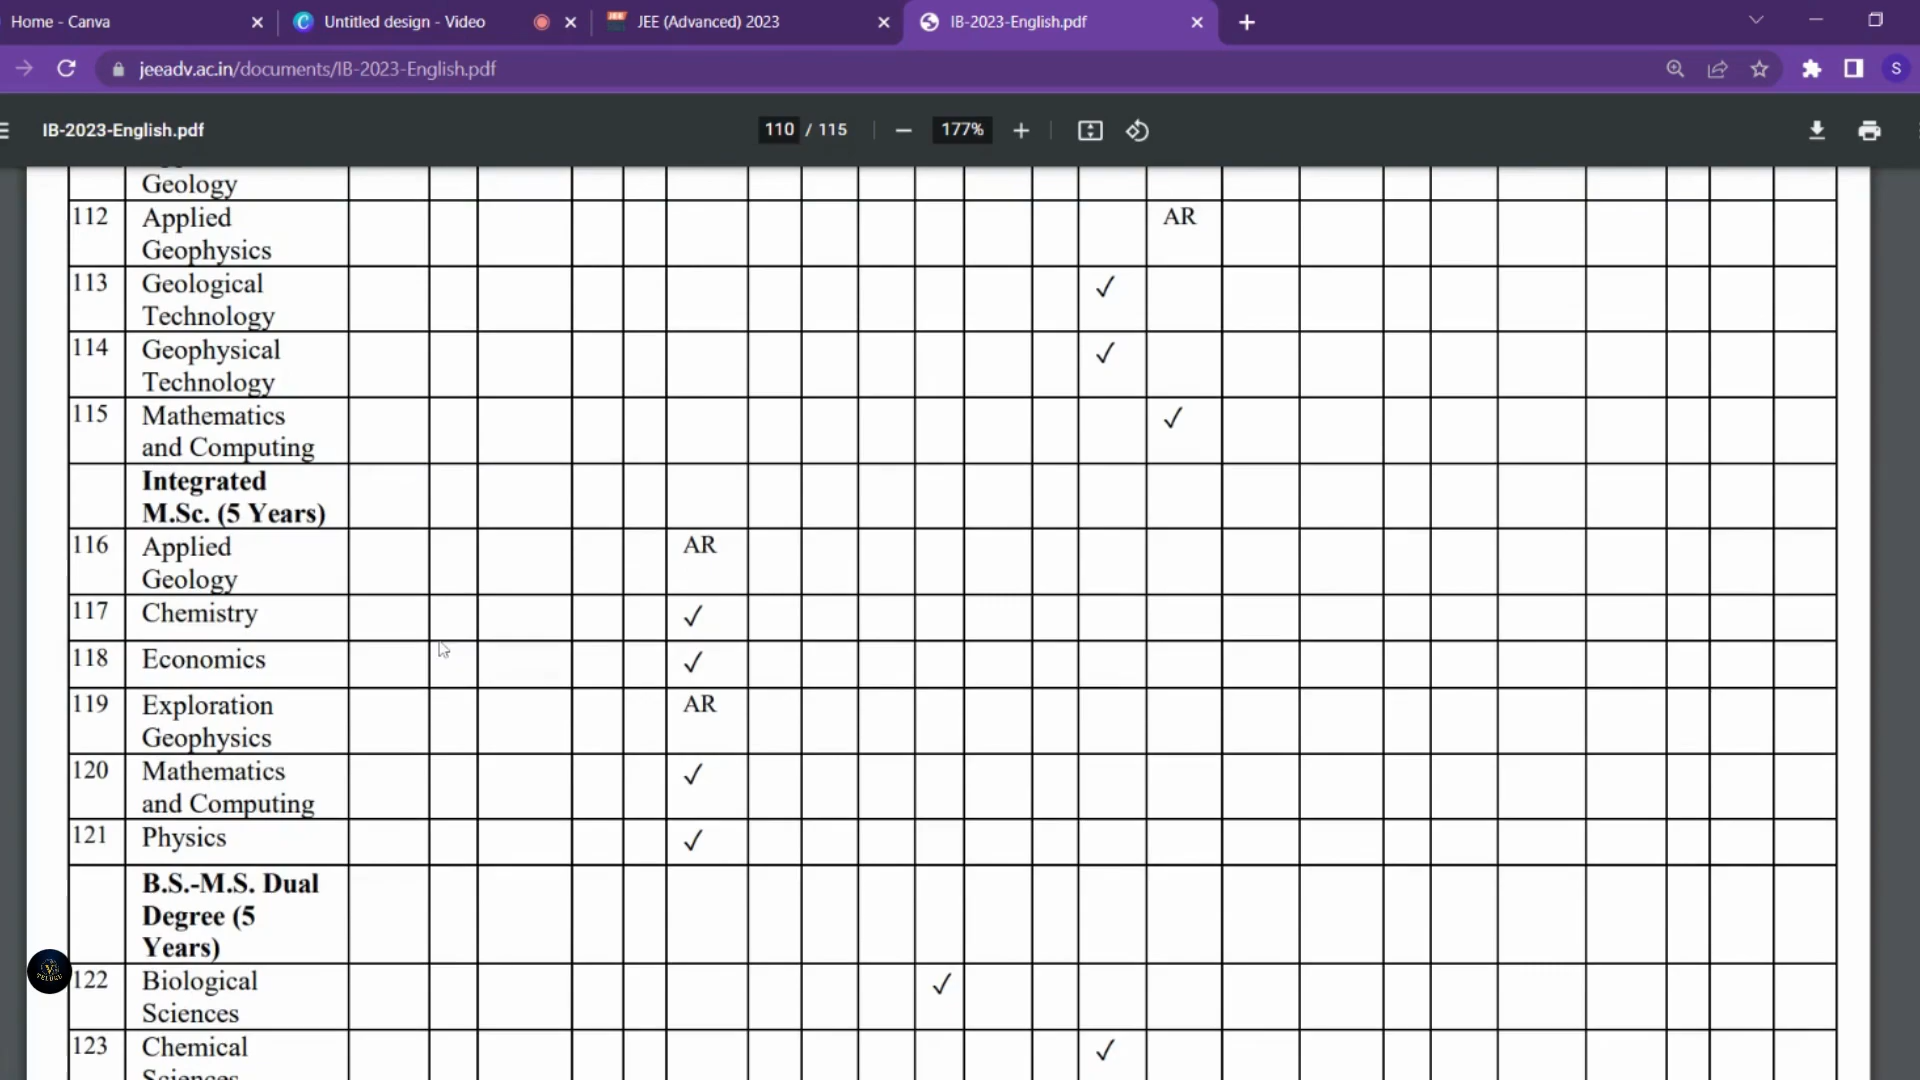 Home - Canva
Untitled design - Video
JEE (Advanced) 2023
IB-2023-English.pdf
jeeadv.ac.in/documents/IB-2023-English.pdf
S
IB-2023-English.pdf
110 / 115
177%
Geology
112 Applied Geophysics AR
113 Geological Technology ✓
114 Geophysical Technology ✓
115 Mathematics and Computing ✓
Integrated
M.Sc. (5 Years)
116 Applied Geology AR
117 Chemistry ✓
118 Economics ✓
119 Exploration Geophysics AR
120 Mathematics and Computing ✓
121 Physics ✓
B.S.-M.S. Dual
Degree (5
Years)
122 Biological Sciences ✓
123 Chemical Sciences ✓
V
TELUGU